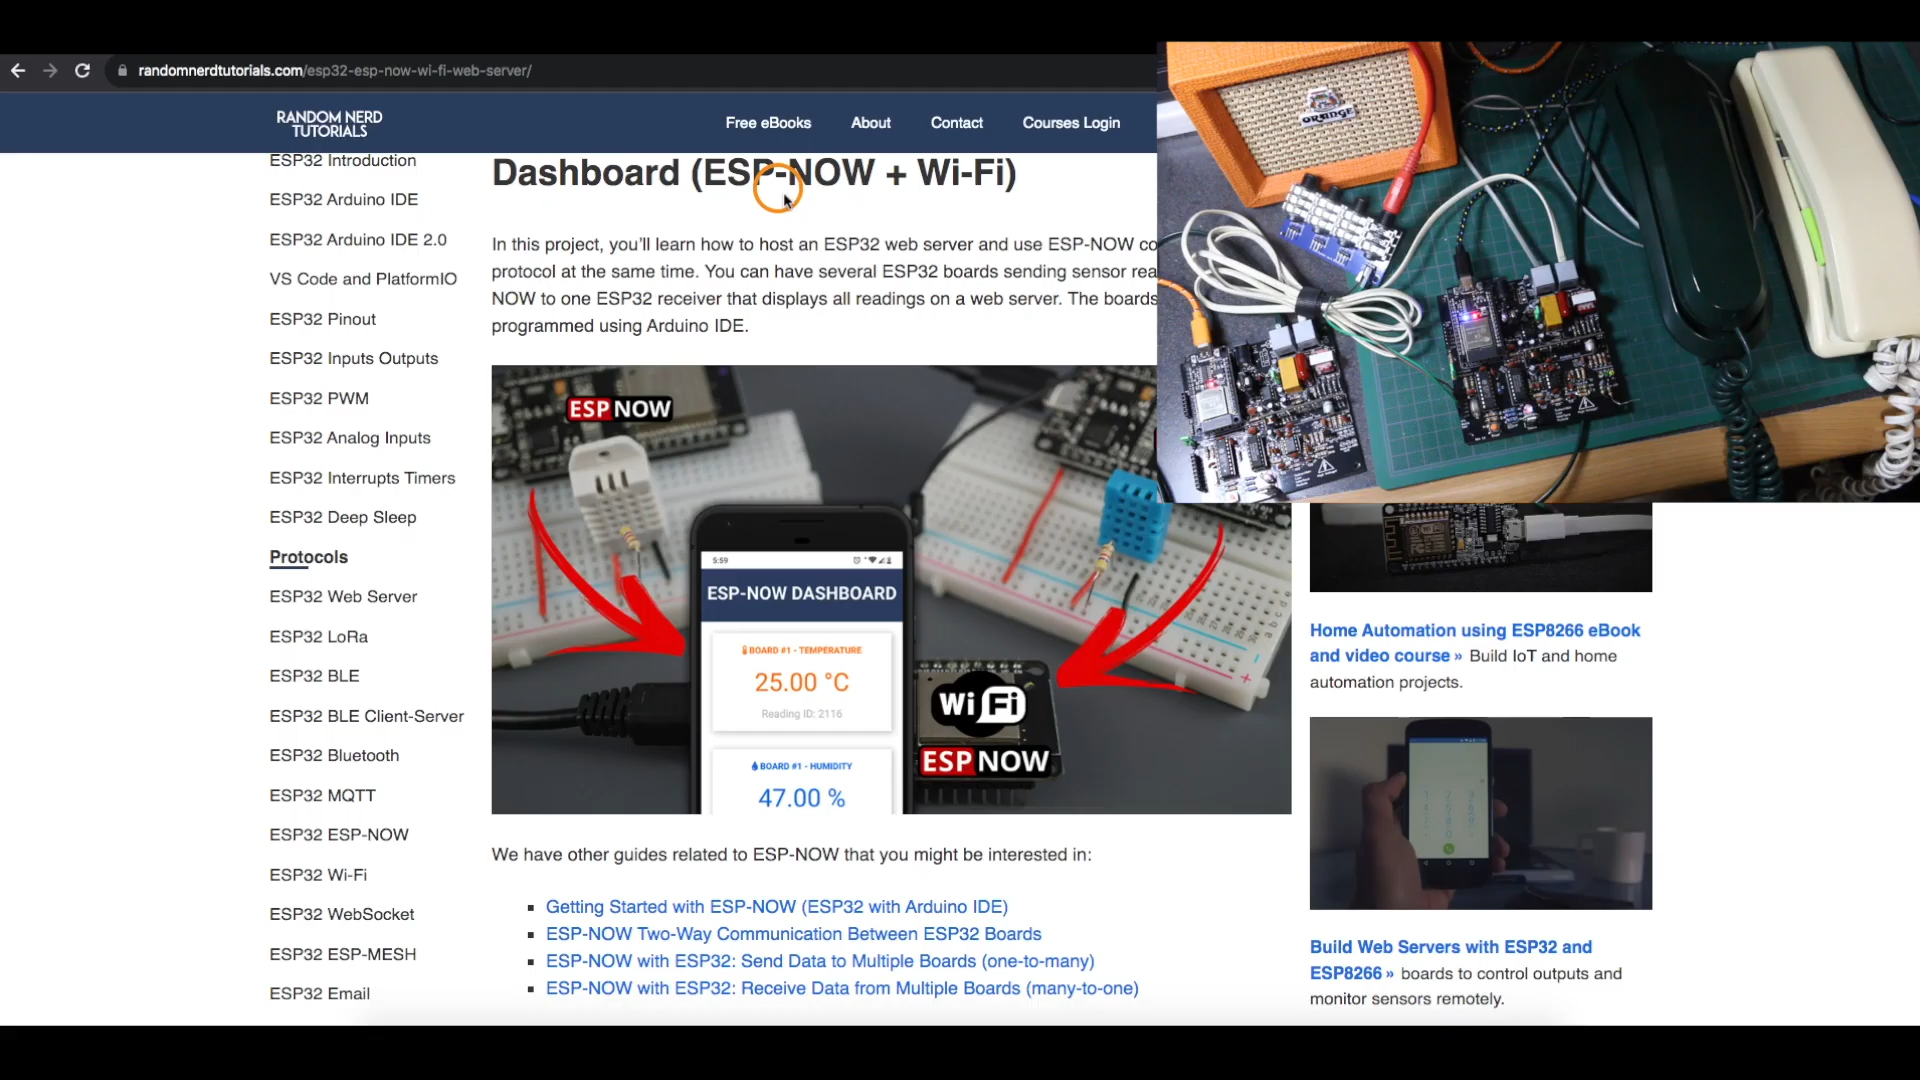 randomnerdtutorials.com/esp32-esp-now-wi-fi-web-server/
RANDOM NERD
TUTORIALS
Free eBooks
About
Contact
Courses Login
ESP32 Introduction
ESP32 Arduino IDE
ESP32 Arduino IDE 2.0
VS Code and PlatformIO
ESP32 Pinout
ESP32 Inputs Outputs
ESP32 PWM
ESP32 Analog Inputs
ESP32 Interrupts Timers
ESP32 Deep Sleep
Protocols
ESP32 Web Server
ESP32 LoRa
ESP32 BLE
ESP32 BLE Client-Server
ESP32 Bluetooth
ESP32 MQTT
ESP32 ESP-NOW
ESP32 Wi-Fi
ESP32 WebSocket
ESP32 ESP-MESH
ESP32 Email
Dashboard (ESP-NOW + Wi-Fi)
In this project, you’ll learn how to host an ESP32 web server and use ESP-NOW co
protocol at the same time. You can have several ESP32 boards sending sensor rea
NOW to one ESP32 receiver that displays all readings on a web server. The boards
programmed using Arduino IDE.
ESP NOW
5:59
ESP-NOW DASHBOARD
BOARD #1 - TEMPERATURE
25.00 °C
Reading ID: 2116
BOARD #1 - HUMIDITY
47.00 %
Wi Fi
ESP NOW
We have other guides related to ESP-NOW that you might be interested in:
Getting Started with ESP-NOW (ESP32 with Arduino IDE)
ESP-NOW Two-Way Communication Between ESP32 Boards
ESP-NOW with ESP32: Send Data to Multiple Boards (one-to-many)
ESP-NOW with ESP32: Receive Data from Multiple Boards (many-to-one)
ORANGE
Home Automation using ESP8266 eBook
and video course » Build IoT and home
automation projects.
Build Web Servers with ESP32 and
ESP8266 » boards to control outputs and
monitor sensors remotely.